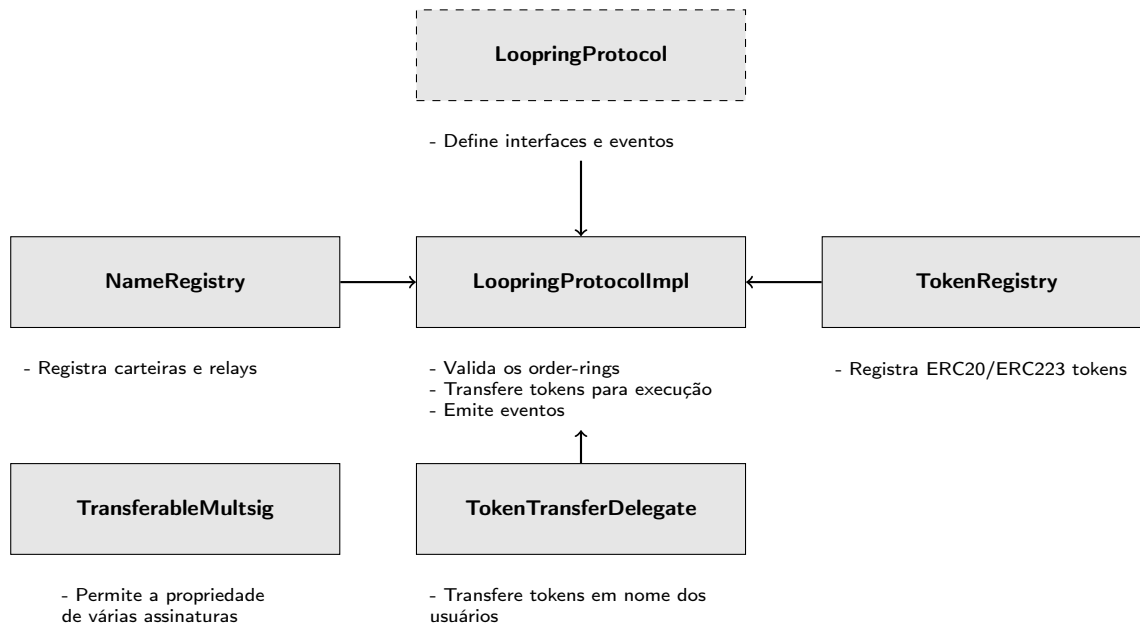 LoopringProtocol
- Define interfaces e eventos
NameRegistry
LoopringProtocolImpl
TokenRegistry
- Registra carteiras e relays
- Valida os order-rings
- Transfere tokens para execução
- Emite eventos
- Registra ERC20/ERC223 tokens
TransferableMultsig
TokenTransferDelegate
- Permite a propriedade
de várias assinaturas
- Transfere tokens em nome dos
usuários